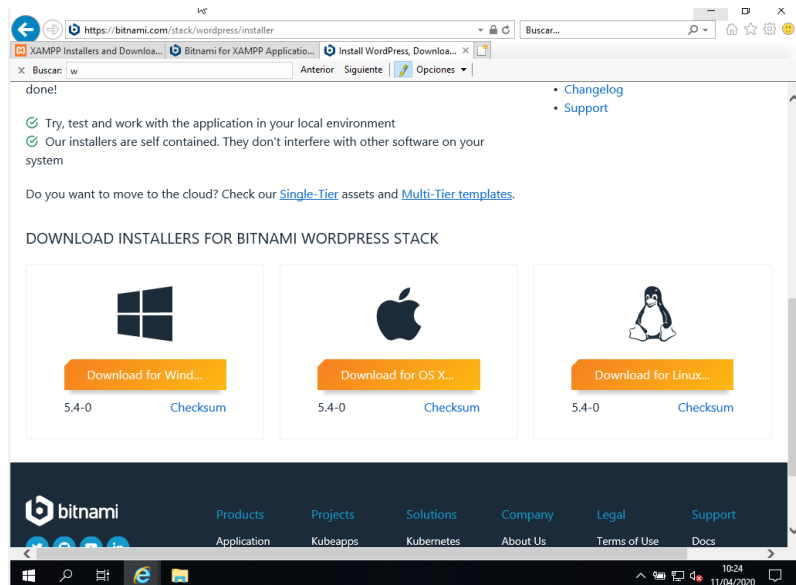 https://bitnami.com/stack/wordpress/installer
Buscar...
XAMPP Installers and Downloa...
Bitnami for XAMPP Applicatio...
Install WordPress, Downloa...
Buscar: w
Anterior Siguiente Opciones
done!
Changelog
Support
Try, test and work with the application in your local environment
Our installers are self contained. They don't interfere with other software on your
system
Do you want to move to the cloud? Check our Single-Tier assets and Multi-Tier templates.
DOWNLOAD INSTALLERS FOR BITNAMI WORDPRESS STACK
Download for Wind...
Download for OS X...
Download for Linux...
5.4-0 Checksum
5.4-0 Checksum
5.4-0 Checksum
bitnami
Products Projects Solutions Company Legal Support
Application Kubeapps Kubernetes About Us Terms of Use Docs
10:24
11/04/2020